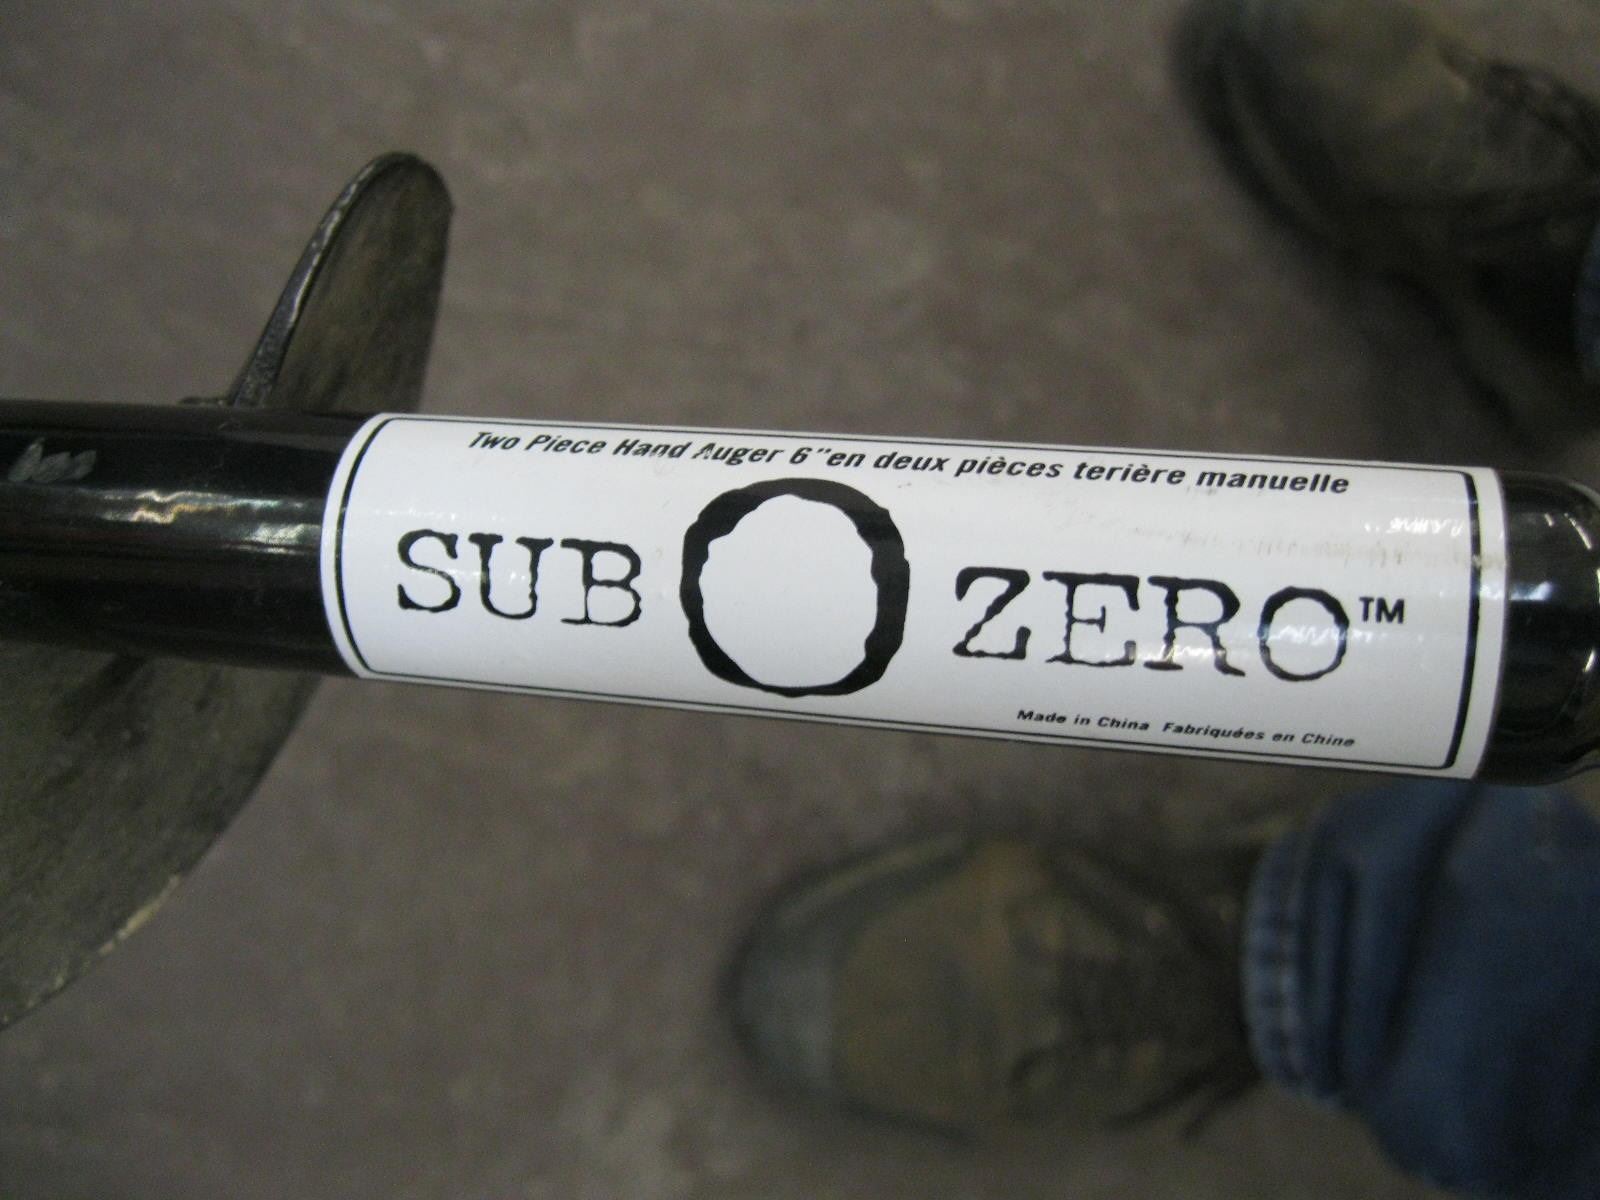 Two Piece Hand Auger 6" en deux pièces terière manuelle
SUB O ZERO™
Made in China Fabriquées en Chine